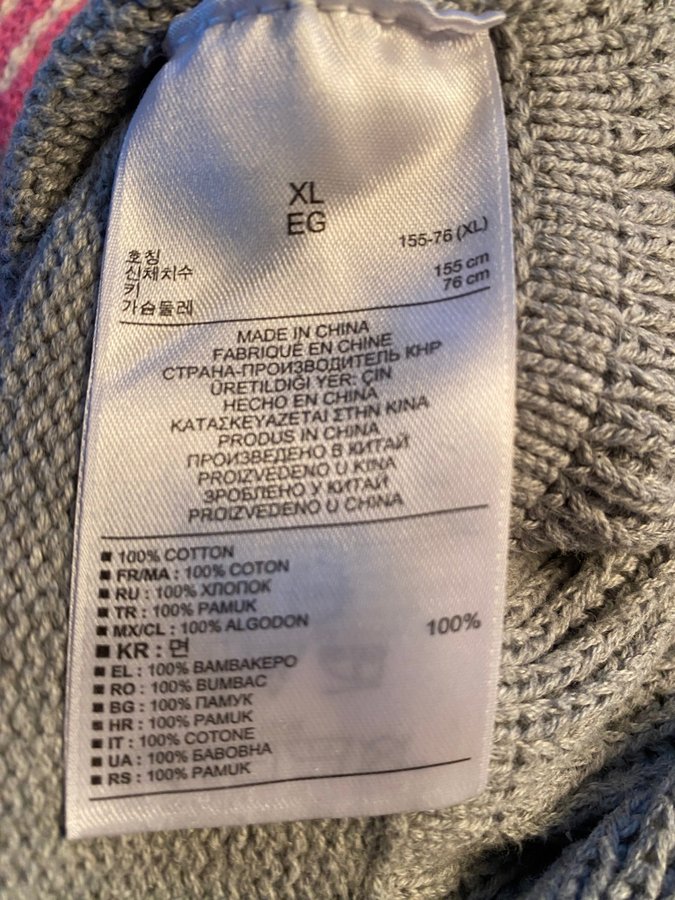 XL
EG
호칭 155-76 (XL)
신체치수
키 155 cm
가슴둘레 76 cm
MADE IN CHINA
FABRIQUÉ EN CHINE
СТРАНА-ПРОИЗВОДИТЕЛЬ КНР
ÜRETILDIĞI YER: ÇIN
HECHO EN CHINA
ΚΑΤΑΣΚΕΥΑΖΕΤΑΙ ΣΤΗΝ ΚΙΝΑ
PRODUS IN CHINA
ПРОИЗВЕДЕНО В КИТАЙ
PROIZVEDENO U KINA
ЗРОБЛЕНО У КИТАЙ
PROIZVEDENO U CHINA
■ 100% COTTON
■ FR/MA : 100% COTON
■ RU : 100% ХЛОПОК
■ TR : 100% PAMUK
■ MX/CL : 100% ALGODON
■ KR : 면 100%
■ EL : 100% ΒΑΜΒΑΚΕΡΟ
■ RO : 100% BUMBAC
■ BG : 100% ПАМУК
■ HR : 100% PAMUK
■ IT : 100% COTONE
■ UA : 100% БАВОВНА
■ RS : 100% PAMUK